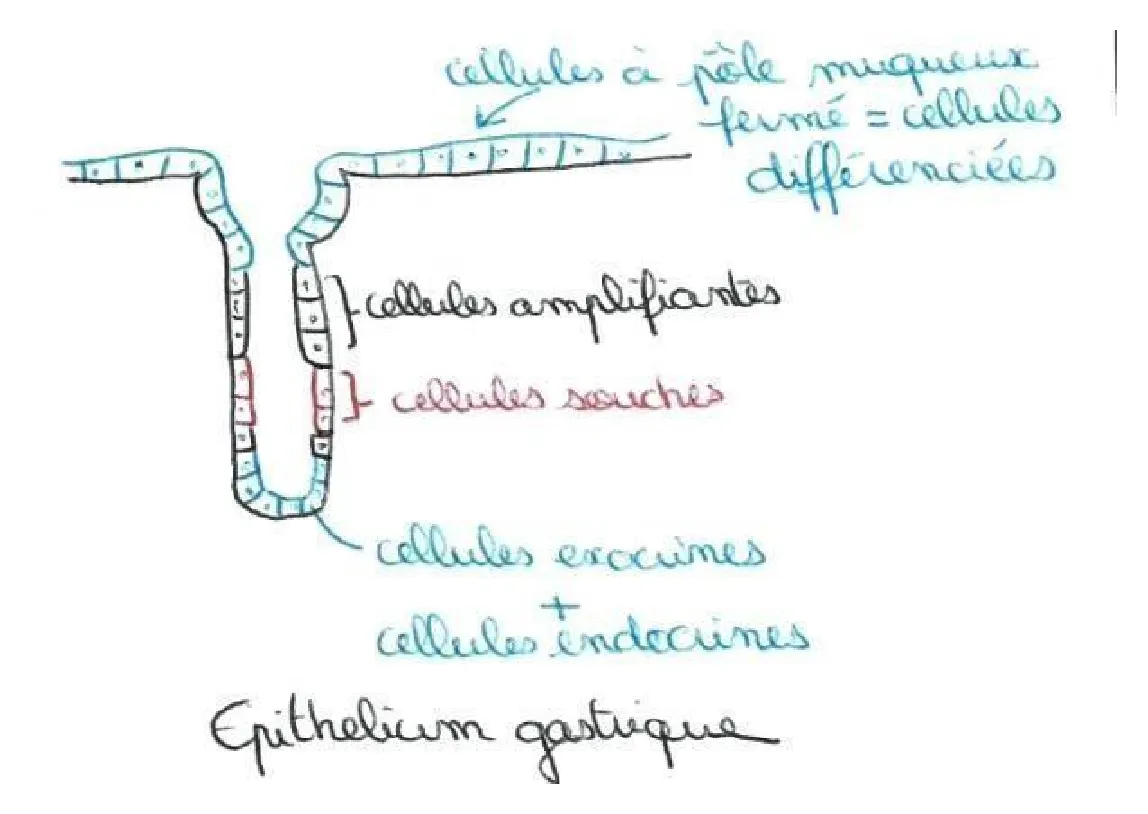 cellules à pôle muqueux
fermé = cellules
différenciées
cellules amplifiantes
cellules souches
cellules exocrines
+
cellules endocrines
Epithelium gastrique